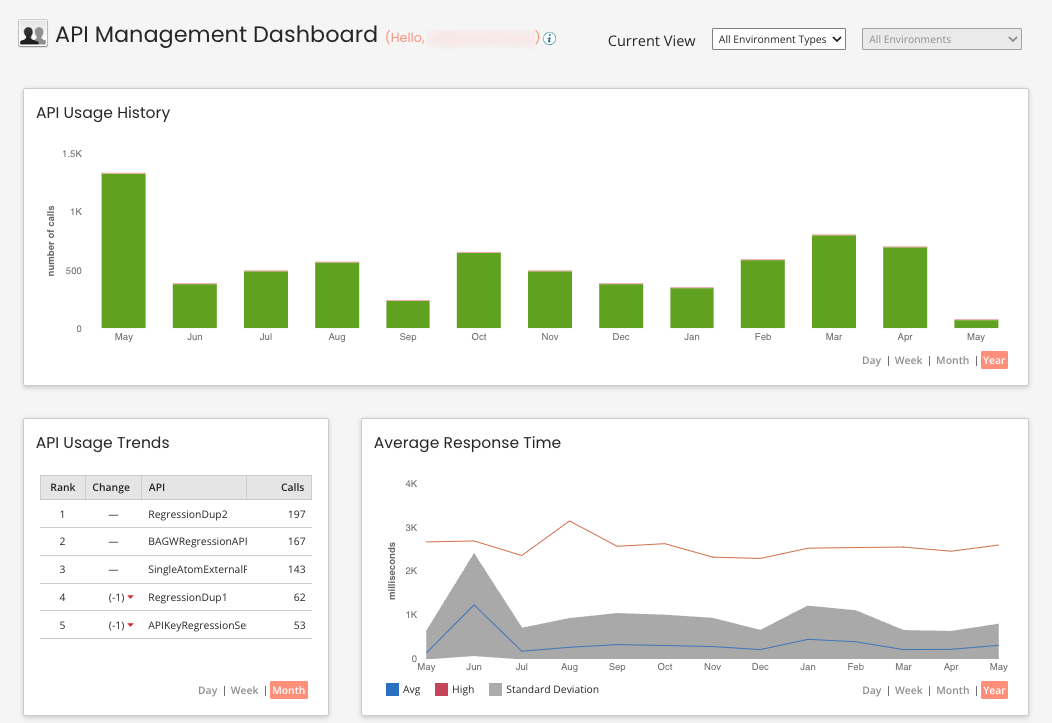 API Management Dashboard (Hello, )
Current View All Environment Types All Environments
API Usage History
1.5K
1K
500
0
number of calls
May Jun Jul Aug Sep Oct Nov Dec Jan Feb Mar Apr May
Day | Week | Month | Year
API Usage Trends
Rank Change API Calls
1 — RegressionDup2 197
2 — BAGWRegressionAPI 167
3 — SingleAtomExternalF 143
4 (-1) RegressionDup1 62
5 (-1) APIKeyRegressionSe 53
Day | Week | Month
Average Response Time
4K
3K
2K
1K
0
milliseconds
May Jun Jul Aug Sep Oct Nov Dec Jan Feb Mar Apr May
Avg High Standard Deviation
Day | Week | Month | Year